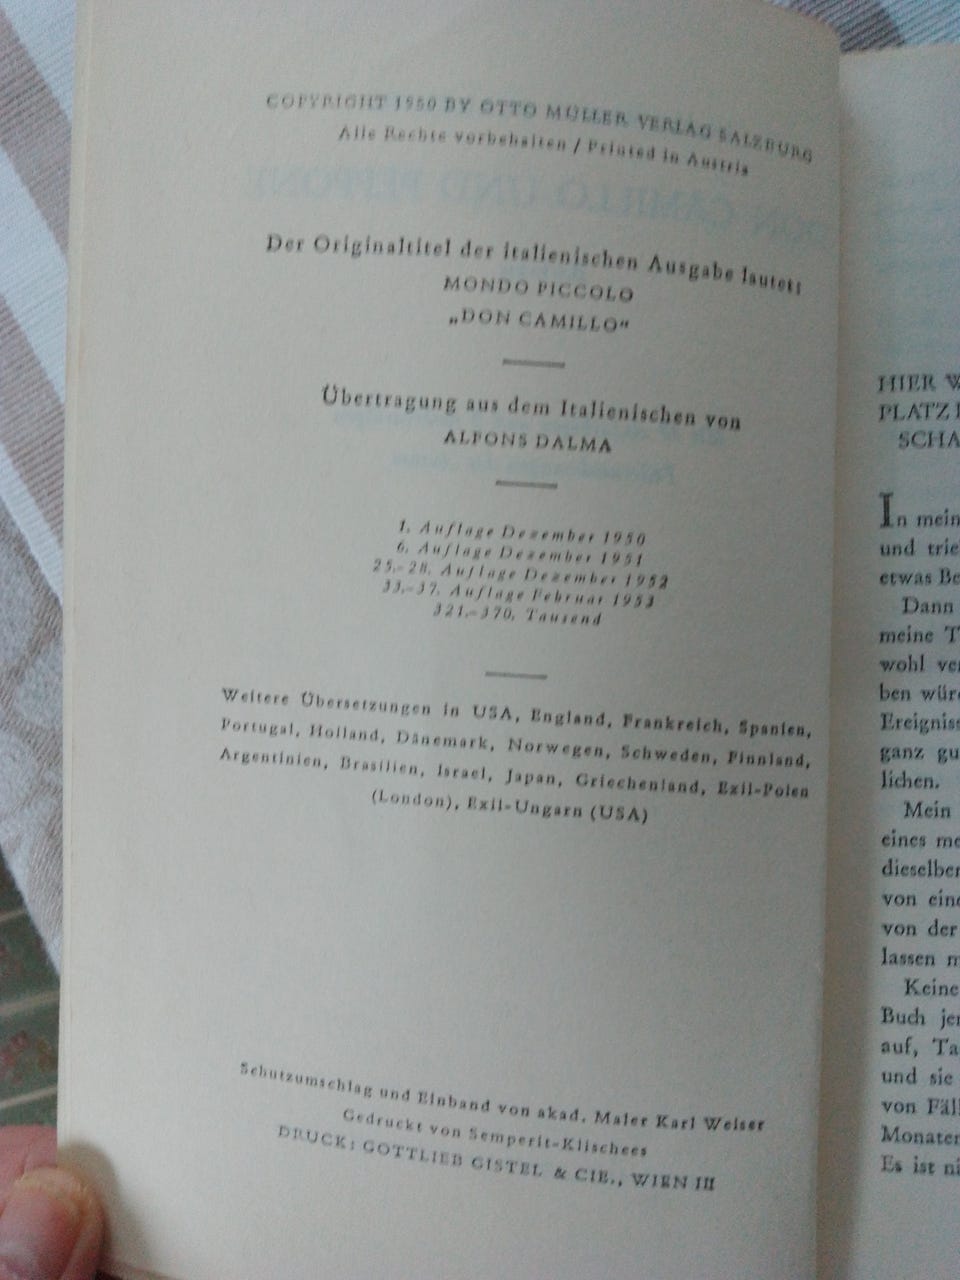 COPYRIGHT 1950 BY OTTO MÜLLER VERLAG SALZBURG
Alle Rechte vorbehalten / Printed in Austria
Der Originaltitel der italienischen Ausgabe lautet:
MONDO PICCOLO
„DON CAMILLO“
Übertragung aus dem Italienischen von
ALFONS DALMA
1. Auflage Dezember 1950
6. Auflage Dezember 1951
25.–28. Auflage Dezember 1952
33.–37. Auflage Februar 1953
321.–370. Tausend
Weitere Übersetzungen in USA, England, Frankreich, Spanien,
Portugal, Holland, Dänemark, Norwegen, Schweden, Finnland,
Argentinien, Brasilien, Israel, Japan, Griechenland, Exil-Polen
(London), Exil-Ungarn (USA)
Schutzumschlag und Einband von akad. Maler Karl Weiser
Gedruckt von Semperit-Klischees
DRUCK: GOTTLIEB GISTEL & CIE., WIEN III
HIER W
PLATZ
SCHA
In mein
und trie
etwas Be
Dann
meine T
wohl ve
ben wür
Ereigniss
ganz gu
lichen.
Mein
eines me
dieselben
von ein
von der
lassen m
Keine
Buch je
auf, Ta
und sie
von Fäl
Monaten
Es ist ni